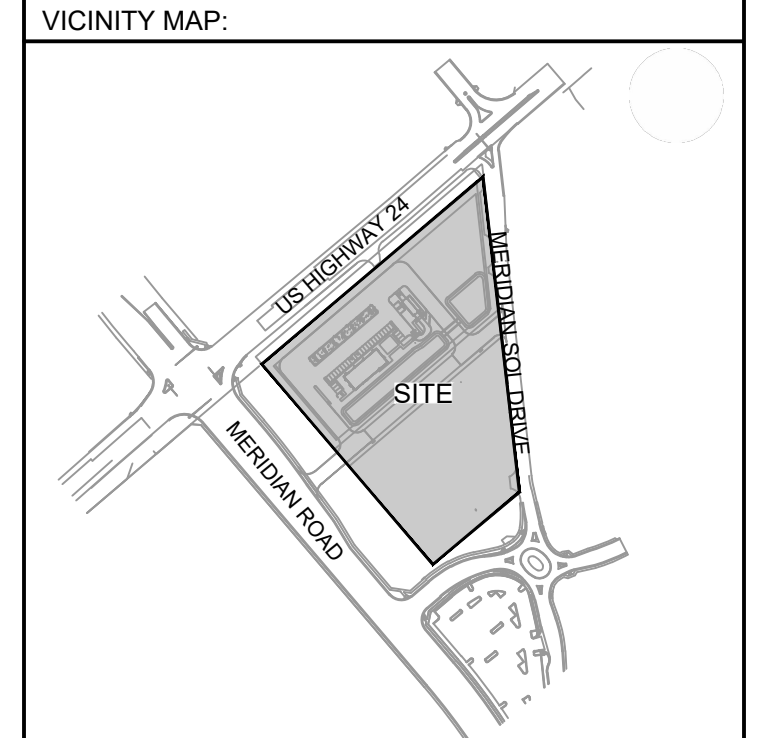 VICINITY MAP:
US HIGHWAY 24
MERIDIAN SOL DRIVE
SITE
MERIDIAN ROAD